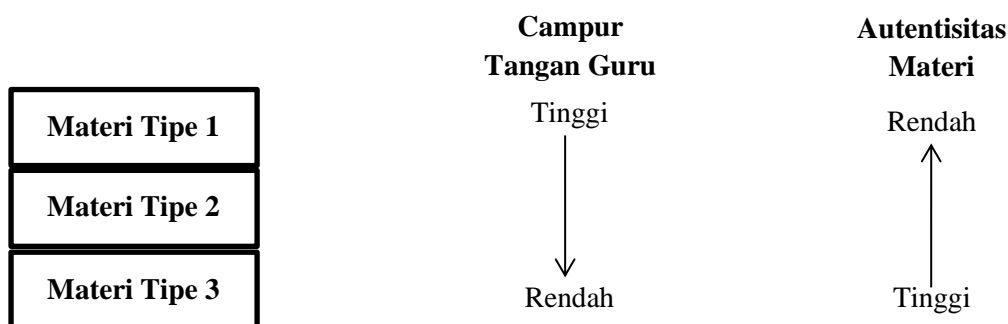 Campur
Tangan Guru
Autentisitas
Materi
Materi Tipe 1
Tinggi
Rendah
Materi Tipe 2
Materi Tipe 3
Rendah
Tinggi